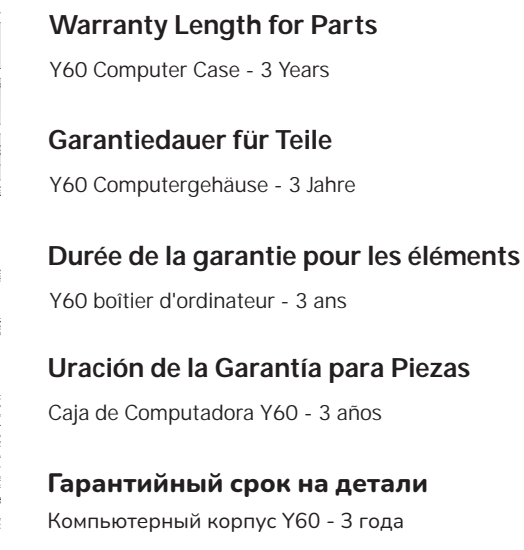 Warranty Length for Parts
Y60 Computer Case - 3 Years
Garantiedauer für Teile
Y60 Computergehäuse - 3 Jahre
Durée de la garantie pour les éléments
Y60 boîtier d'ordinateur - 3 ans
Uración de la Garantía para Piezas
Caja de Computadora Y60 - 3 años
Гарантийный срок на детали
Компьютерный корпус Y60 - 3 года